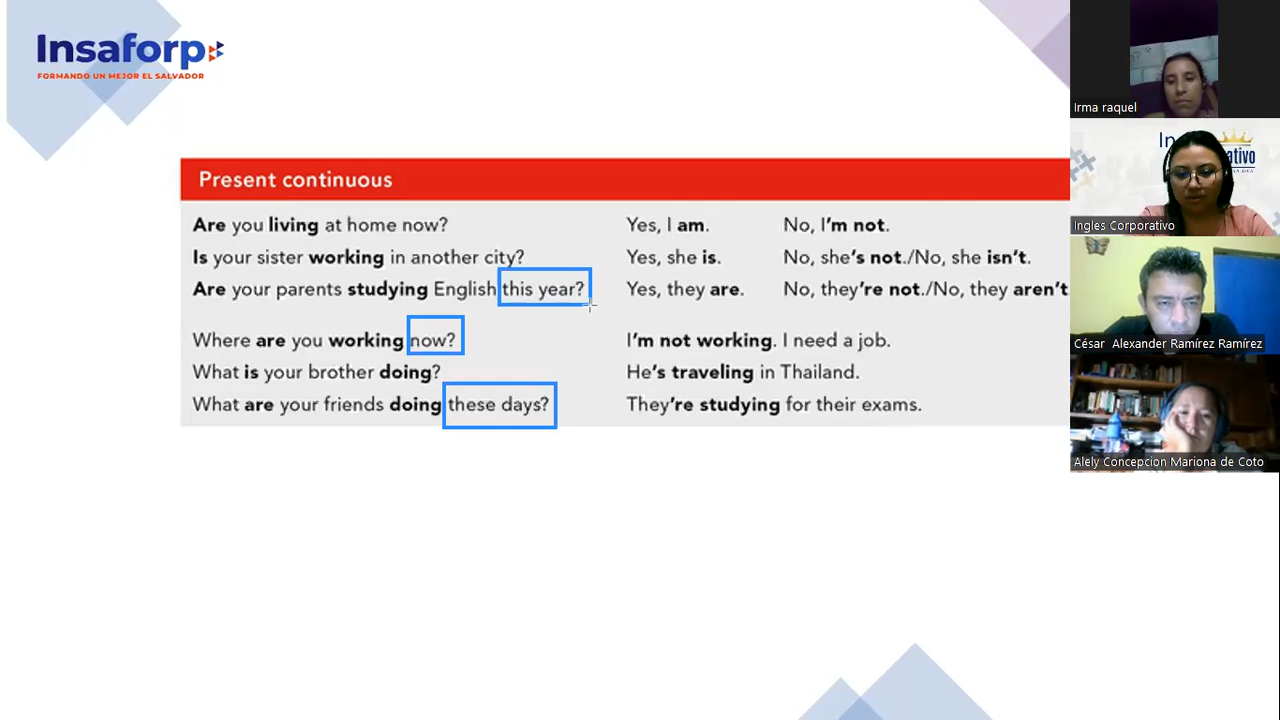 Insaforp
FORMANDO UN MEJOR EL SALVADOR
Present continuous
Are you living at home now? Yes, I am. No, I'm not.
Is your sister working in another city? Yes, she is. No, she's not./No, she isn't.
Are your parents studying English this year? Yes, they are. No, they're not./No, they aren't
Where are you working now? I'm not working. I need a job.
What is your brother doing? He's traveling in Thailand.
What are your friends doing these days? They're studying for their exams.
Irma raquel
Ingles Corporativo
César Alexander Ramírez Ramírez
Alely Concepcion Mariona de Coto